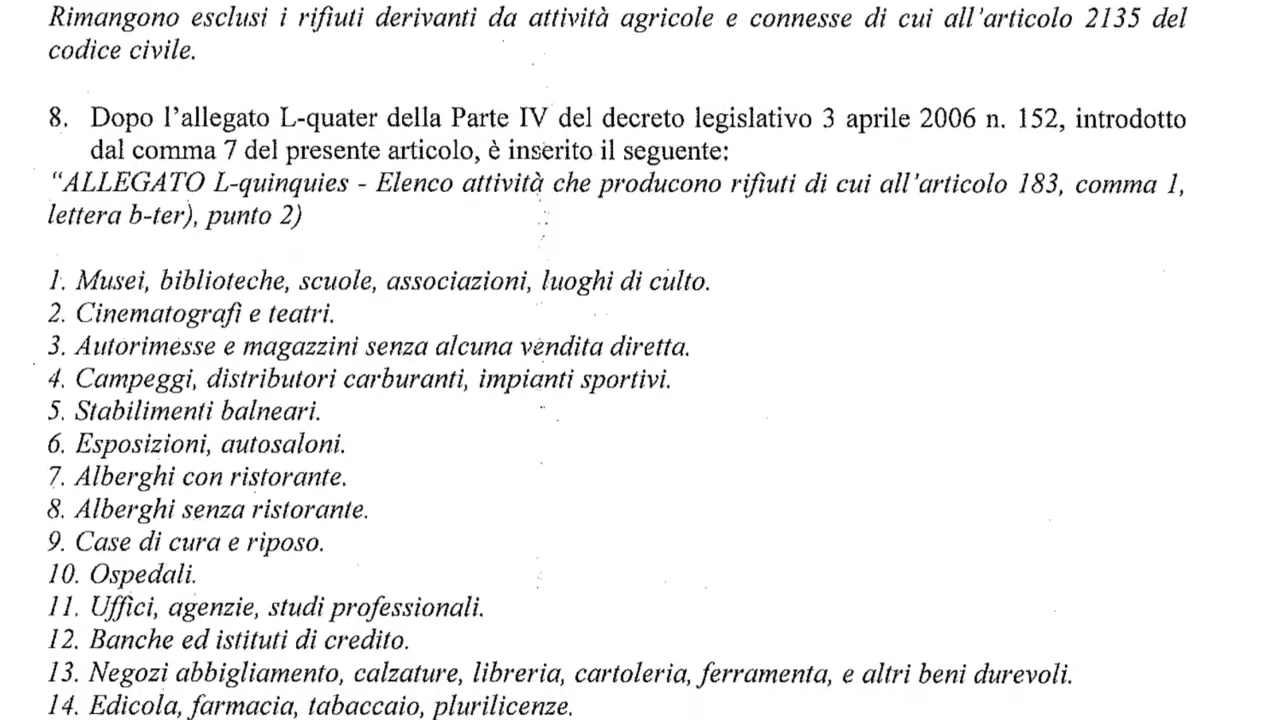 Rimangono esclusi i rifiuti derivanti da attività agricole e connesse di cui all'articolo 2135 del
codice civile.
8. Dopo l'allegato L-quater della Parte IV del decreto legislativo 3 aprile 2006 n. 152, introdotto
dal comma 7 del presente articolo, è inserito il seguente:
"ALLEGATO L-quinquies - Elenco attività che producono rifiuti di cui all'articolo 183, comma 1,
lettera b-ter), punto 2)
1. Musei, biblioteche, scuole, associazioni, luoghi di culto.
2. Cinematografi e teatri.
3. Autorimesse e magazzini senza alcuna vendita diretta.
4. Campeggi, distributori carburanti, impianti sportivi.
5. Stabilimenti balneari.
6. Esposizioni, autosaloni.
7. Alberghi con ristorante.
8. Alberghi senza ristorante.
9. Case di cura e riposo.
10. Ospedali.
11. Uffici, agenzie, studi professionali.
12. Banche ed istituti di credito.
13. Negozi abbigliamento, calzature, libreria, cartoleria, ferramenta, e altri beni durevoli.
14. Edicola, farmacia, tabaccaio, plurilicenze.